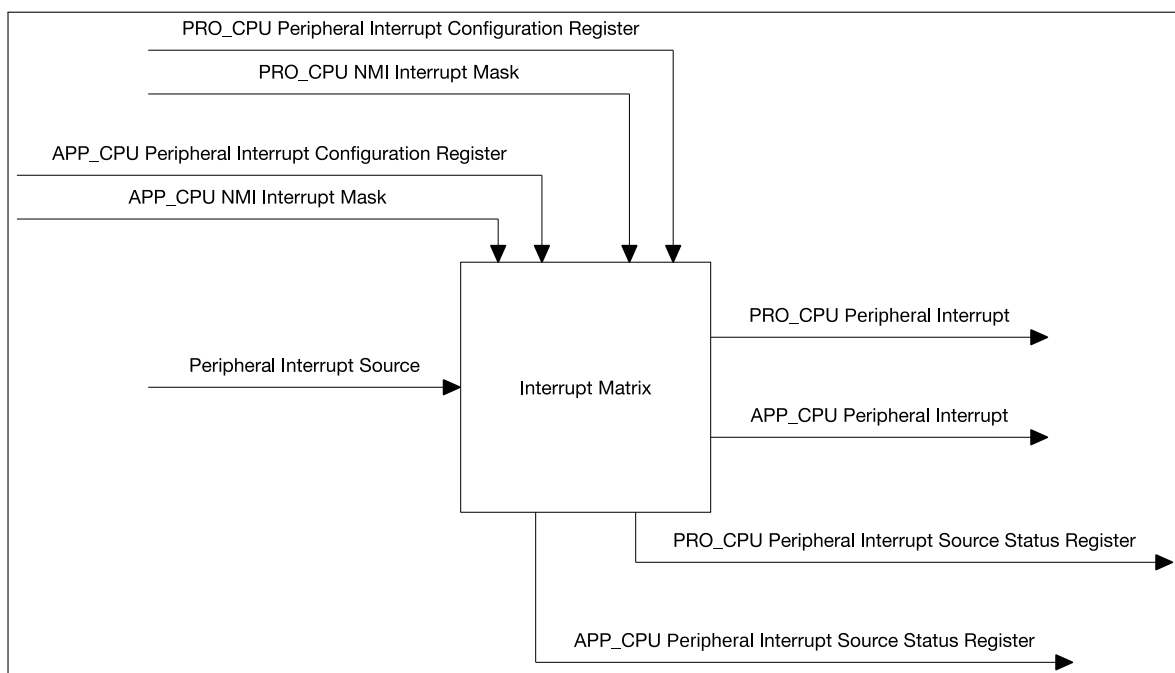 PRO_CPU Peripheral Interrupt Configuration Register
PRO_CPU NMI Interrupt Mask
APP_CPU Peripheral Interrupt Configuration Register
APP_CPU NMI Interrupt Mask
PRO_CPU Peripheral Interrupt
Peripheral Interrupt Source
Interrupt Matrix
APP_CPU Peripheral Interrupt
PRO_CPU Peripheral Interrupt Source Status Register
APP_CPU Peripheral Interrupt Source Status Register